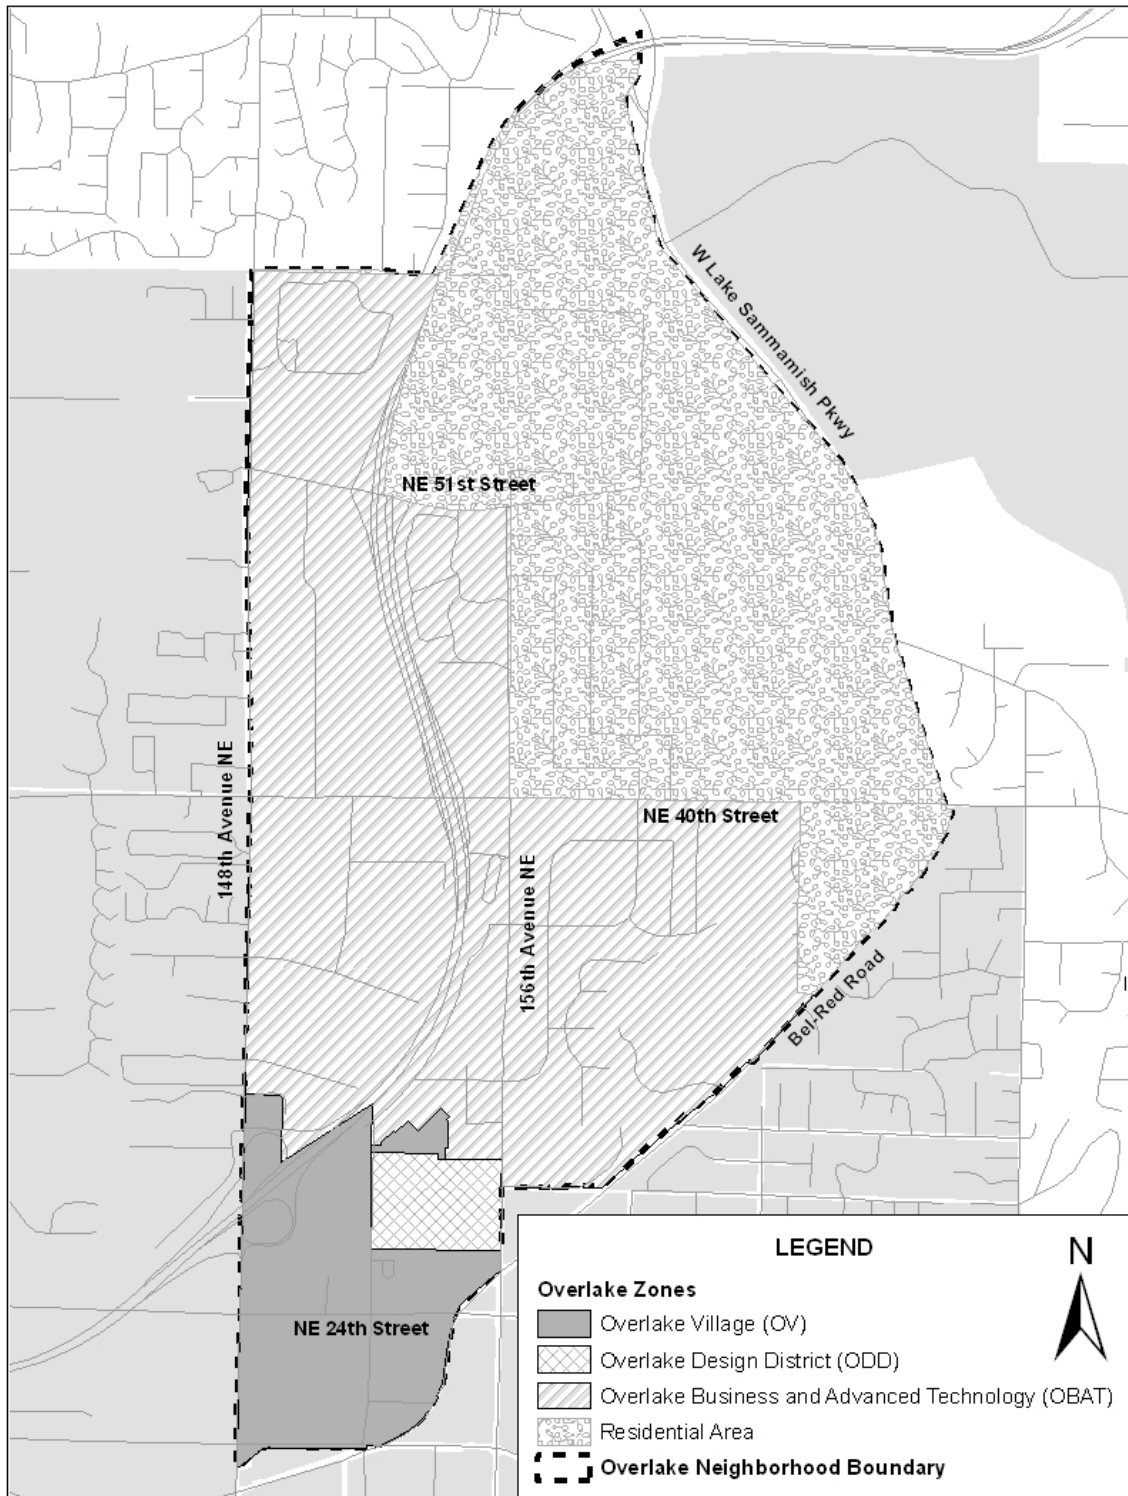 W Lake Sammamish Pkwy
NE 51st Street
148th Avenue NE
NE 40th Street
156th Avenue NE
Bel-Red Road
NE 24th Street
LEGEND
N
Overlake Zones
Overlake Village (OV)
Overlake Design District (ODD)
Overlake Business and Advanced Technology (OBAT)
Residential Area
Overlake Neighborhood Boundary